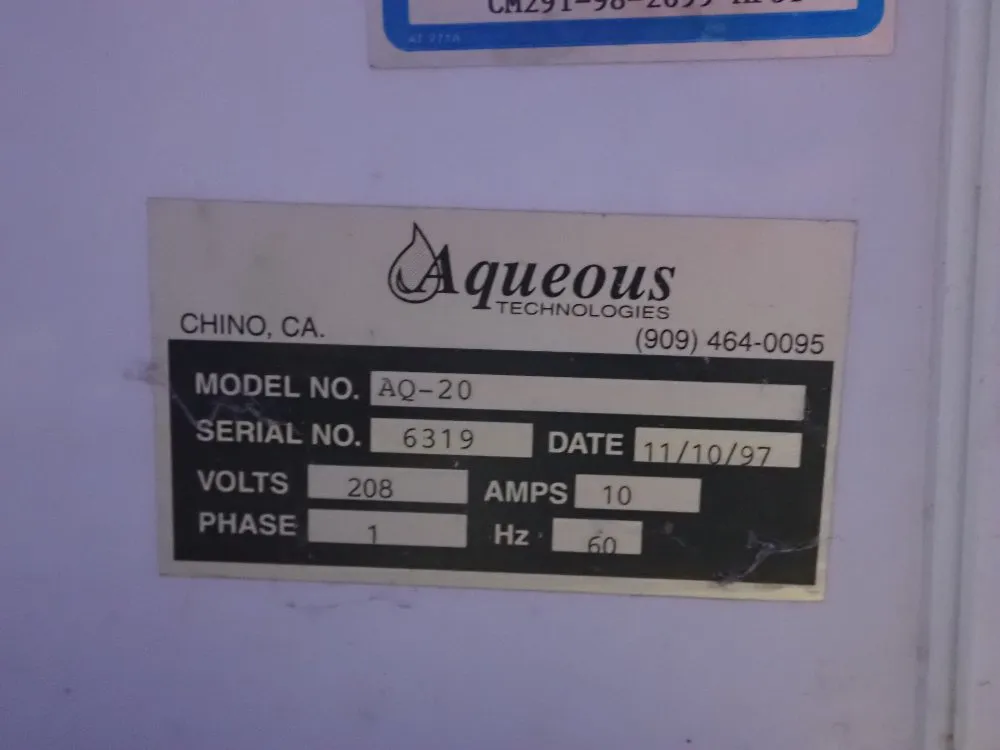 AQueous
TECHNOLOGIES
CHINO, CA. (909) 464-0095
MODEL NO. AQ-20
SERIAL NO. 6319 DATE 11/10/97
VOLTS 208 AMPS 10
PHASE 1 Hz 60